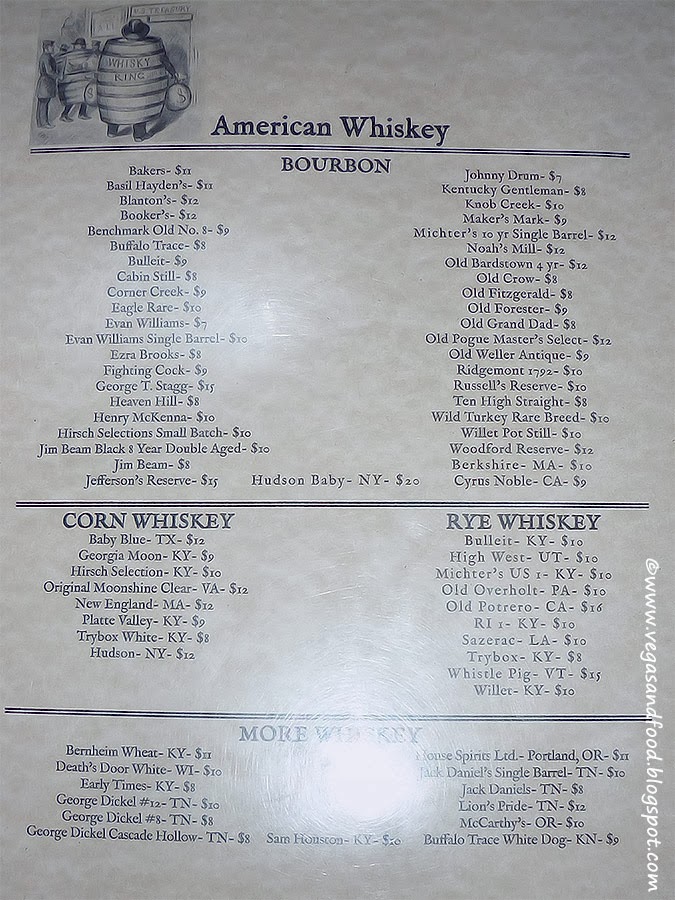 U.S. TREASURY
WHISKY
KING
$
$
American Whiskey
BOURBON
Bakers- $11
Basil Hayden's- $11
Blanton's- $12
Booker's- $12
Benchmark Old No. 8- $9
Buffalo Trace- $8
Bulleit- $9
Cabin Still- $8
Corner Creek- $9
Eagle Rare- $10
Evan Williams- $7
Evan Williams Single Barrel- $10
Ezra Brooks- $8
Fighting Cock- $9
George T. Stagg- $15
Heaven Hill- $8
Henry McKenna- $10
Hirsch Selections Small Batch- $10
Jim Beam Black 8 Year Double Aged- $10
Jim Beam- $8
Jefferson's Reserve- $15
Hudson Baby- NY- $20
Johnny Drum- $7
Kentucky Gentleman- $8
Knob Creek- $10
Maker's Mark- $9
Michter's 10 yr Single Barrel- $12
Noah's Mill- $12
Old Bardstown 4 yr- $12
Old Crow- $8
Old Fitzgerald- $8
Old Forester- $9
Old Grand Dad- $8
Old Pogue Master's Select- $12
Old Weller Antique- $9
Ridgemont 1792- $10
Russell's Reserve- $10
Ten High Straight- $8
Wild Turkey Rare Breed- $10
Willet Pot Still- $10
Woodford Reserve- $12
Berkshire- MA- $10
Cyrus Noble- CA- $9
CORN WHISKEY
Baby Blue- TX- $12
Georgia Moon- KY- $9
Hirsch Selection- KY- $10
Original Moonshine Clear- VA- $12
New England- MA- $12
Platte Valley- KY- $9
Trybox White- KY- $8
Hudson- NY- $12
RYE WHISKEY
Bulleit- KY- $10
High West- UT- $10
Michter's US 1- KY- $10
Old Overholt- PA- $10
Old Potrero- CA- $16
RI 1- KY- $10
Sazerac- LA- $10
Trybox- KY- $8
Whistle Pig- VT- $15
Willet- KY- $10
MORE WHISKEY
Bernheim Wheat- KY- $11
Death's Door White- WI- $10
Early Times- KY- $8
George Dickel #12- TN- $10
George Dickel #8- TN- $8
George Dickel Cascade Hollow- TN- $8
Sam Houston- KY- $10
House Spirits Ltd.- Portland, OR- $11
Jack Daniel's Single Barrel- TN- $10
Jack Daniels- TN- $8
Lion's Pride- TN- $12
McCarthy's- OR- $10
Buffalo Trace White Dog- KN- $9
@www.vegasandfood.blogspot.com